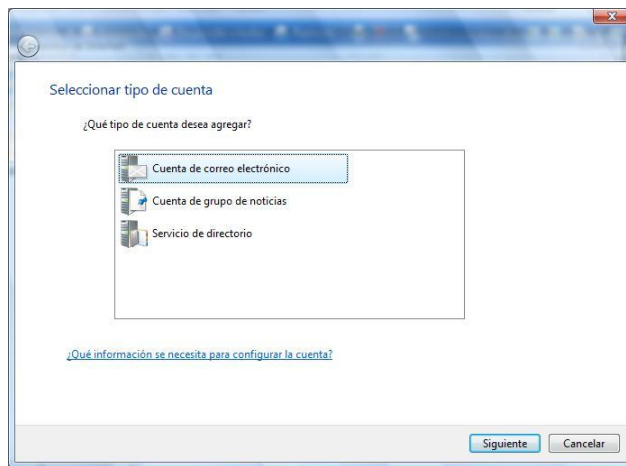 Seleccionar tipo de cuenta
¿Qué tipo de cuenta desea agregar?
Cuenta de correo electrónico
Cuenta de grupo de noticias
Servicio de directorio
¿Qué información se necesita para configurar la cuenta?
Siguiente Cancelar